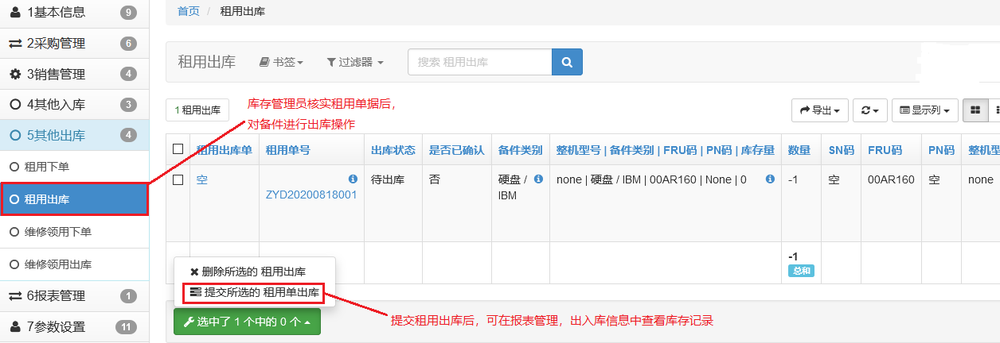 1基本信息 9
2采购管理 6
3销售管理 4
4其他入库 3
5其他出库 4
租用下单
租用出库
维修领用下单
维修领用出库
6报表管理 1
7参数设置 11
首页 / 租用出库
租用出库 书签 过滤器 搜索 租用出库
1 租用出库
库存管理员核实租用单据后，
对备件进行出库操作
导出 显示列
租用出库单 租用单号 出库状态 是否已确认 备件类别 整机型号 | 备件类别 | FRU码 | PN码 | 库存量 数量 SN码 FRU码 PN码 整机型
空 ZYD20200818001 待出库 否 硬盘 / IBM none | 硬盘 / IBM | 00AR160 | None | 0 -1 空 00AR160 空 none
-1
总和
删除所选的 租用出库
提交所选的 租用单出库
选中了 1 个中的 0 个
提交租用出库后，可在报表管理，出入库信息中查看库存记录